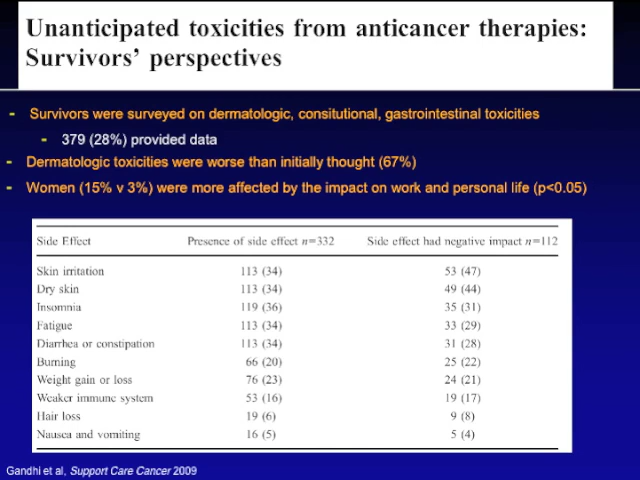 Unanticipated toxicities from anticancer therapies:
Survivors' perspectives
- Survivors were surveyed on dermatologic, consitutional, gastrointestinal toxicities
- 379 (28%) provided data
- Dermatologic toxicities were worse than initially thought (67%)
- Women (15% v 3%) were more affected by the impact on work and personal life (p<0.05)
Side Effect Presence of side effect n=332 Side effect had negative impact n=112
Skin irritation 113 (34) 53 (47)
Dry skin 113 (34) 49 (44)
Insomnia 119 (36) 35 (31)
Fatigue 113 (34) 33 (29)
Diarrhea or constipation 113 (34) 31 (28)
Burning 66 (20) 25 (22)
Weight gain or loss 76 (23) 24 (21)
Weaker immune system 53 (16) 19 (17)
Hair loss 19 (6) 9 (8)
Nausea and vomiting 16 (5) 5 (4)
Gandhi et al, Support Care Cancer 2009